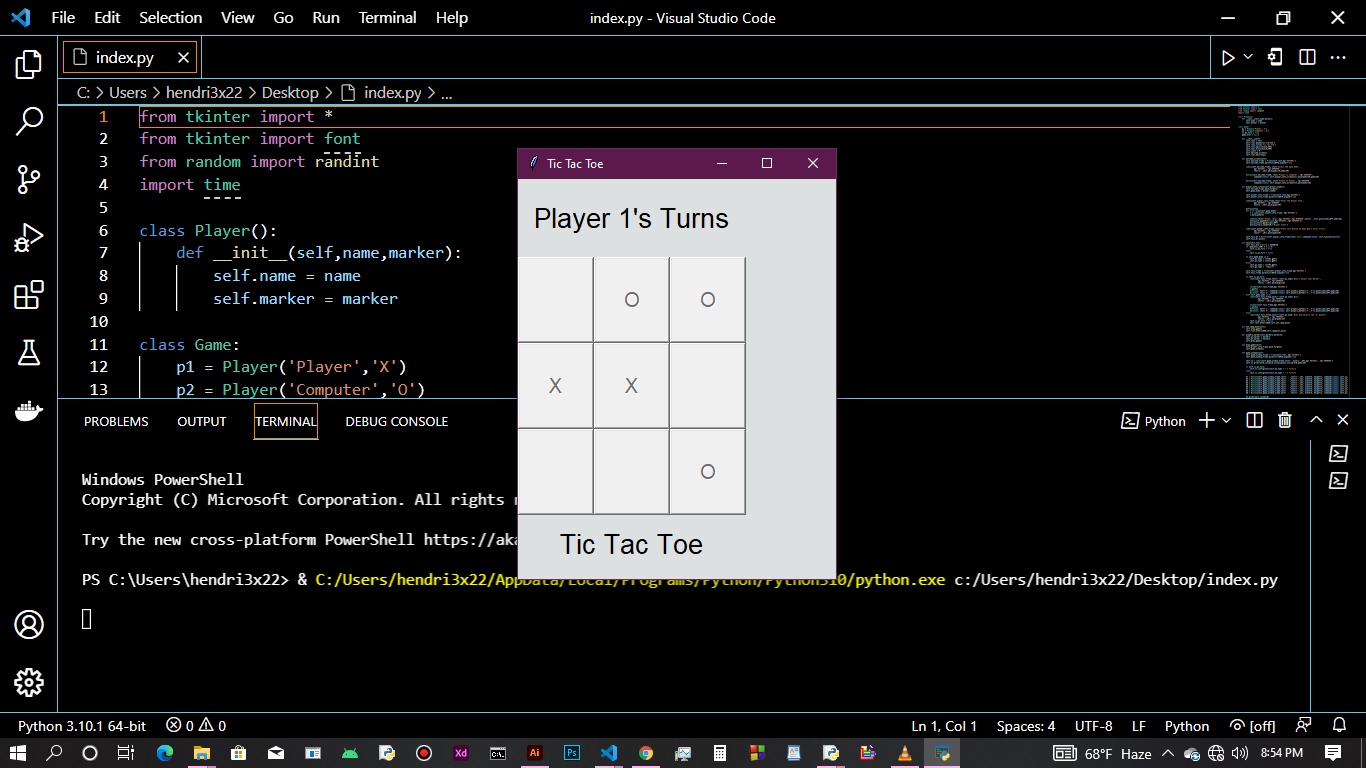 File Edit Selection View Go Run Terminal Help index.py - Visual Studio Code
index.py
C: > Users > hendri3x22 > Desktop > index.py > ...
1 from tkinter import *
2 from tkinter import font
3 from random import randint
4 import time
5
6 class Player():
7 def __init__(self,name,marker):
8 self.name = name
9 self.marker = marker
10
11 class Game:
12 p1 = Player('Player','X')
13 p2 = Player('Computer','O')
Tic Tac Toe
Player 1's Turns
O O
X X
O
Tic Tac Toe
PROBLEMS OUTPUT TERMINAL DEBUG CONSOLE Python
Windows PowerShell
Copyright (C) Microsoft Corporation. All rights
Try the new cross-platform PowerShell https://aka
PS C:\Users\hendri3x22> & C:/Users/hendri3x22/AppData/Local/Programs/Python/Python310/python.exe c:/Users/hendri3x22/Desktop/index.py
Python 3.10.1 64-bit 0 0 Ln 1, Col 1 Spaces: 4 UTF-8 LF Python [off]
Xd Ai Ps 68°F Haze 8:54 PM